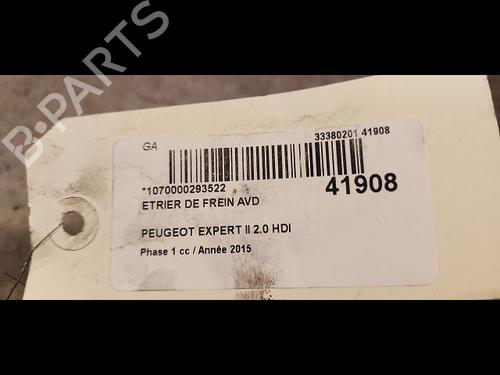 B-PARTS
GA
33380201 41908
*1070000293522
41908
ETRIER DE FREIN AVD
PEUGEOT EXPERT II 2.0 HDI
Phase 1 cc / Année 2015